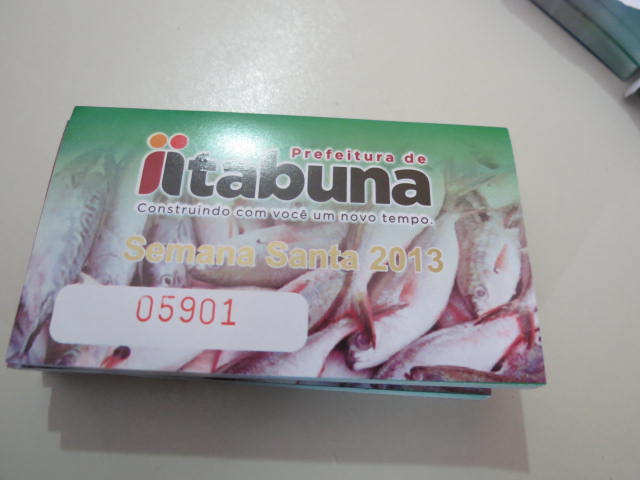 Prefeitura de
itabuna
Construindo com você um novo tempo.
Semana Santa 2013
05901